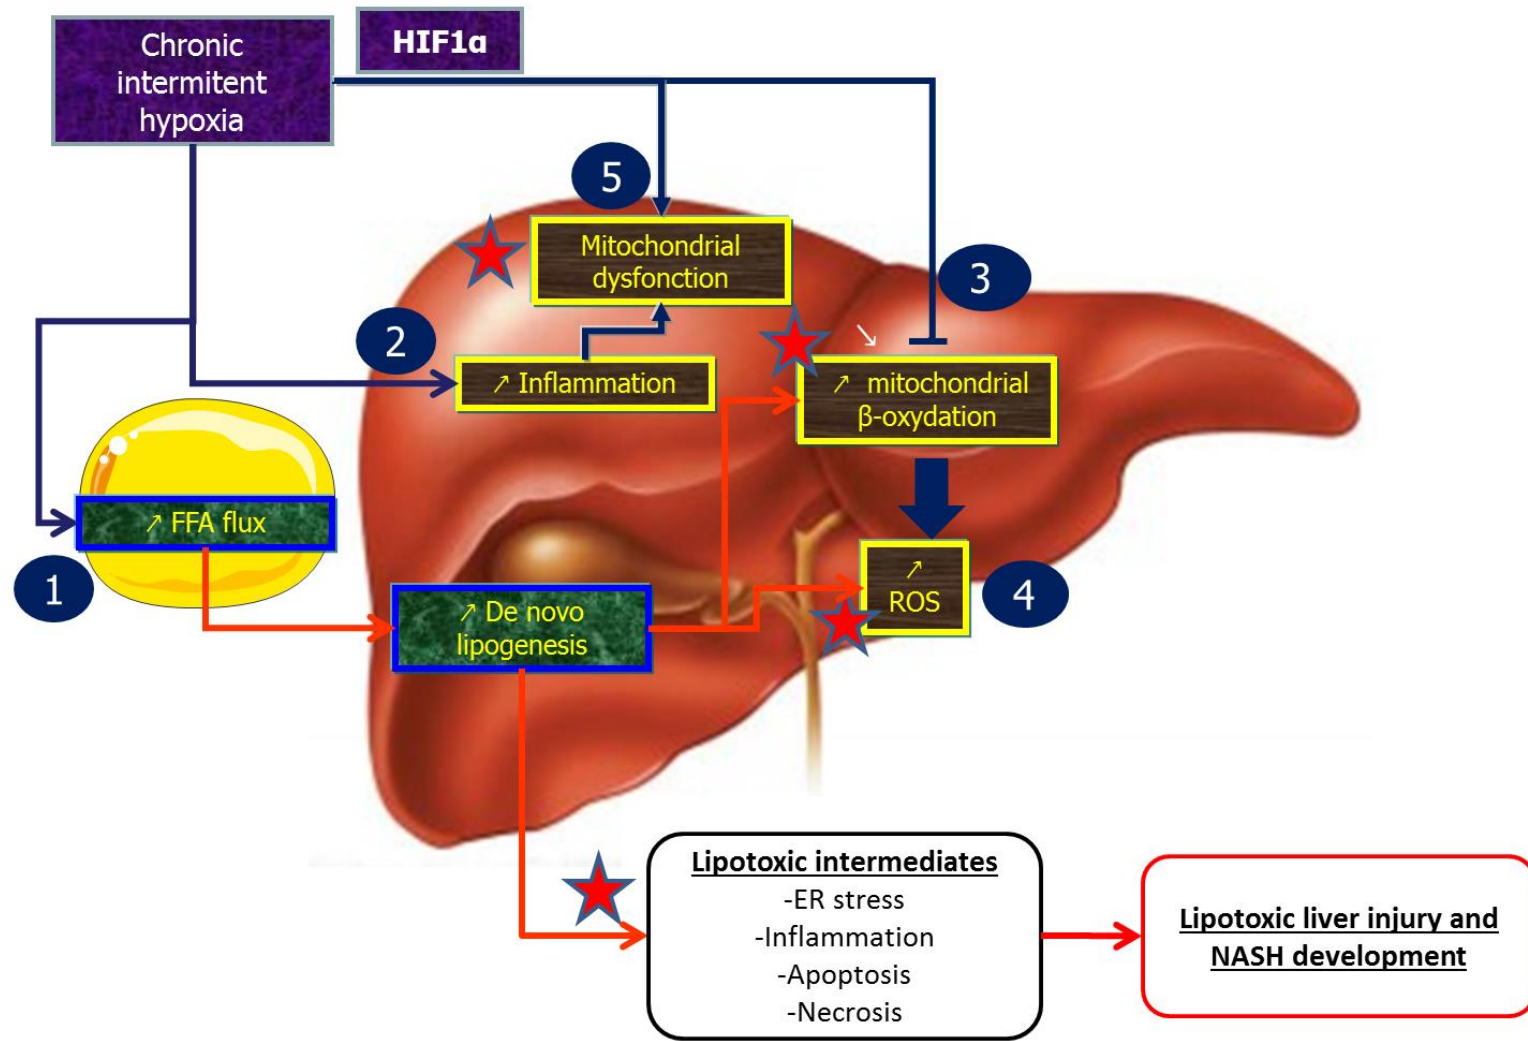 Chronic
intermitent
hypoxia
HIF1α
5
Mitochondrial
dysfonction
3
2
↗ Inflammation
↘
↗ mitochondrial
β-oxydation
↗ FFA flux
1
↗
ROS
4
↗ De novo
lipogenesis
Lipotoxic intermediates
-ER stress
-Inflammation
-Apoptosis
-Necrosis
Lipotoxic liver injury and
NASH development